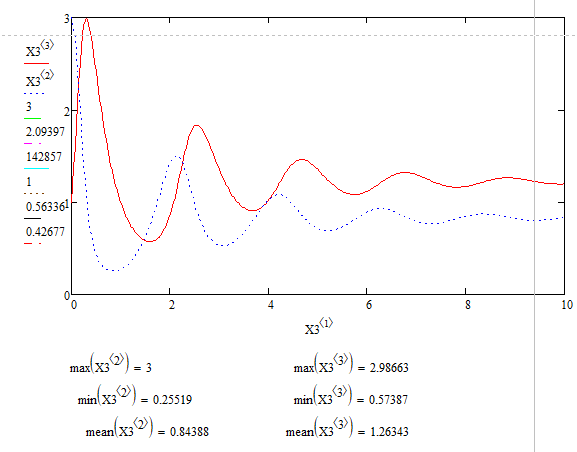 3
X3⟨3⟩
X3⟨2⟩
3
2.09397
142857
1
0.56336
0.42677
2
1
0
0 2 4 6 8 10
X3⟨1⟩
max(X3⟨2⟩) = 3
max(X3⟨3⟩) = 2.98663
min(X3⟨2⟩) = 0.25519
min(X3⟨3⟩) = 0.57387
mean(X3⟨2⟩) = 0.84388
mean(X3⟨3⟩) = 1.26343